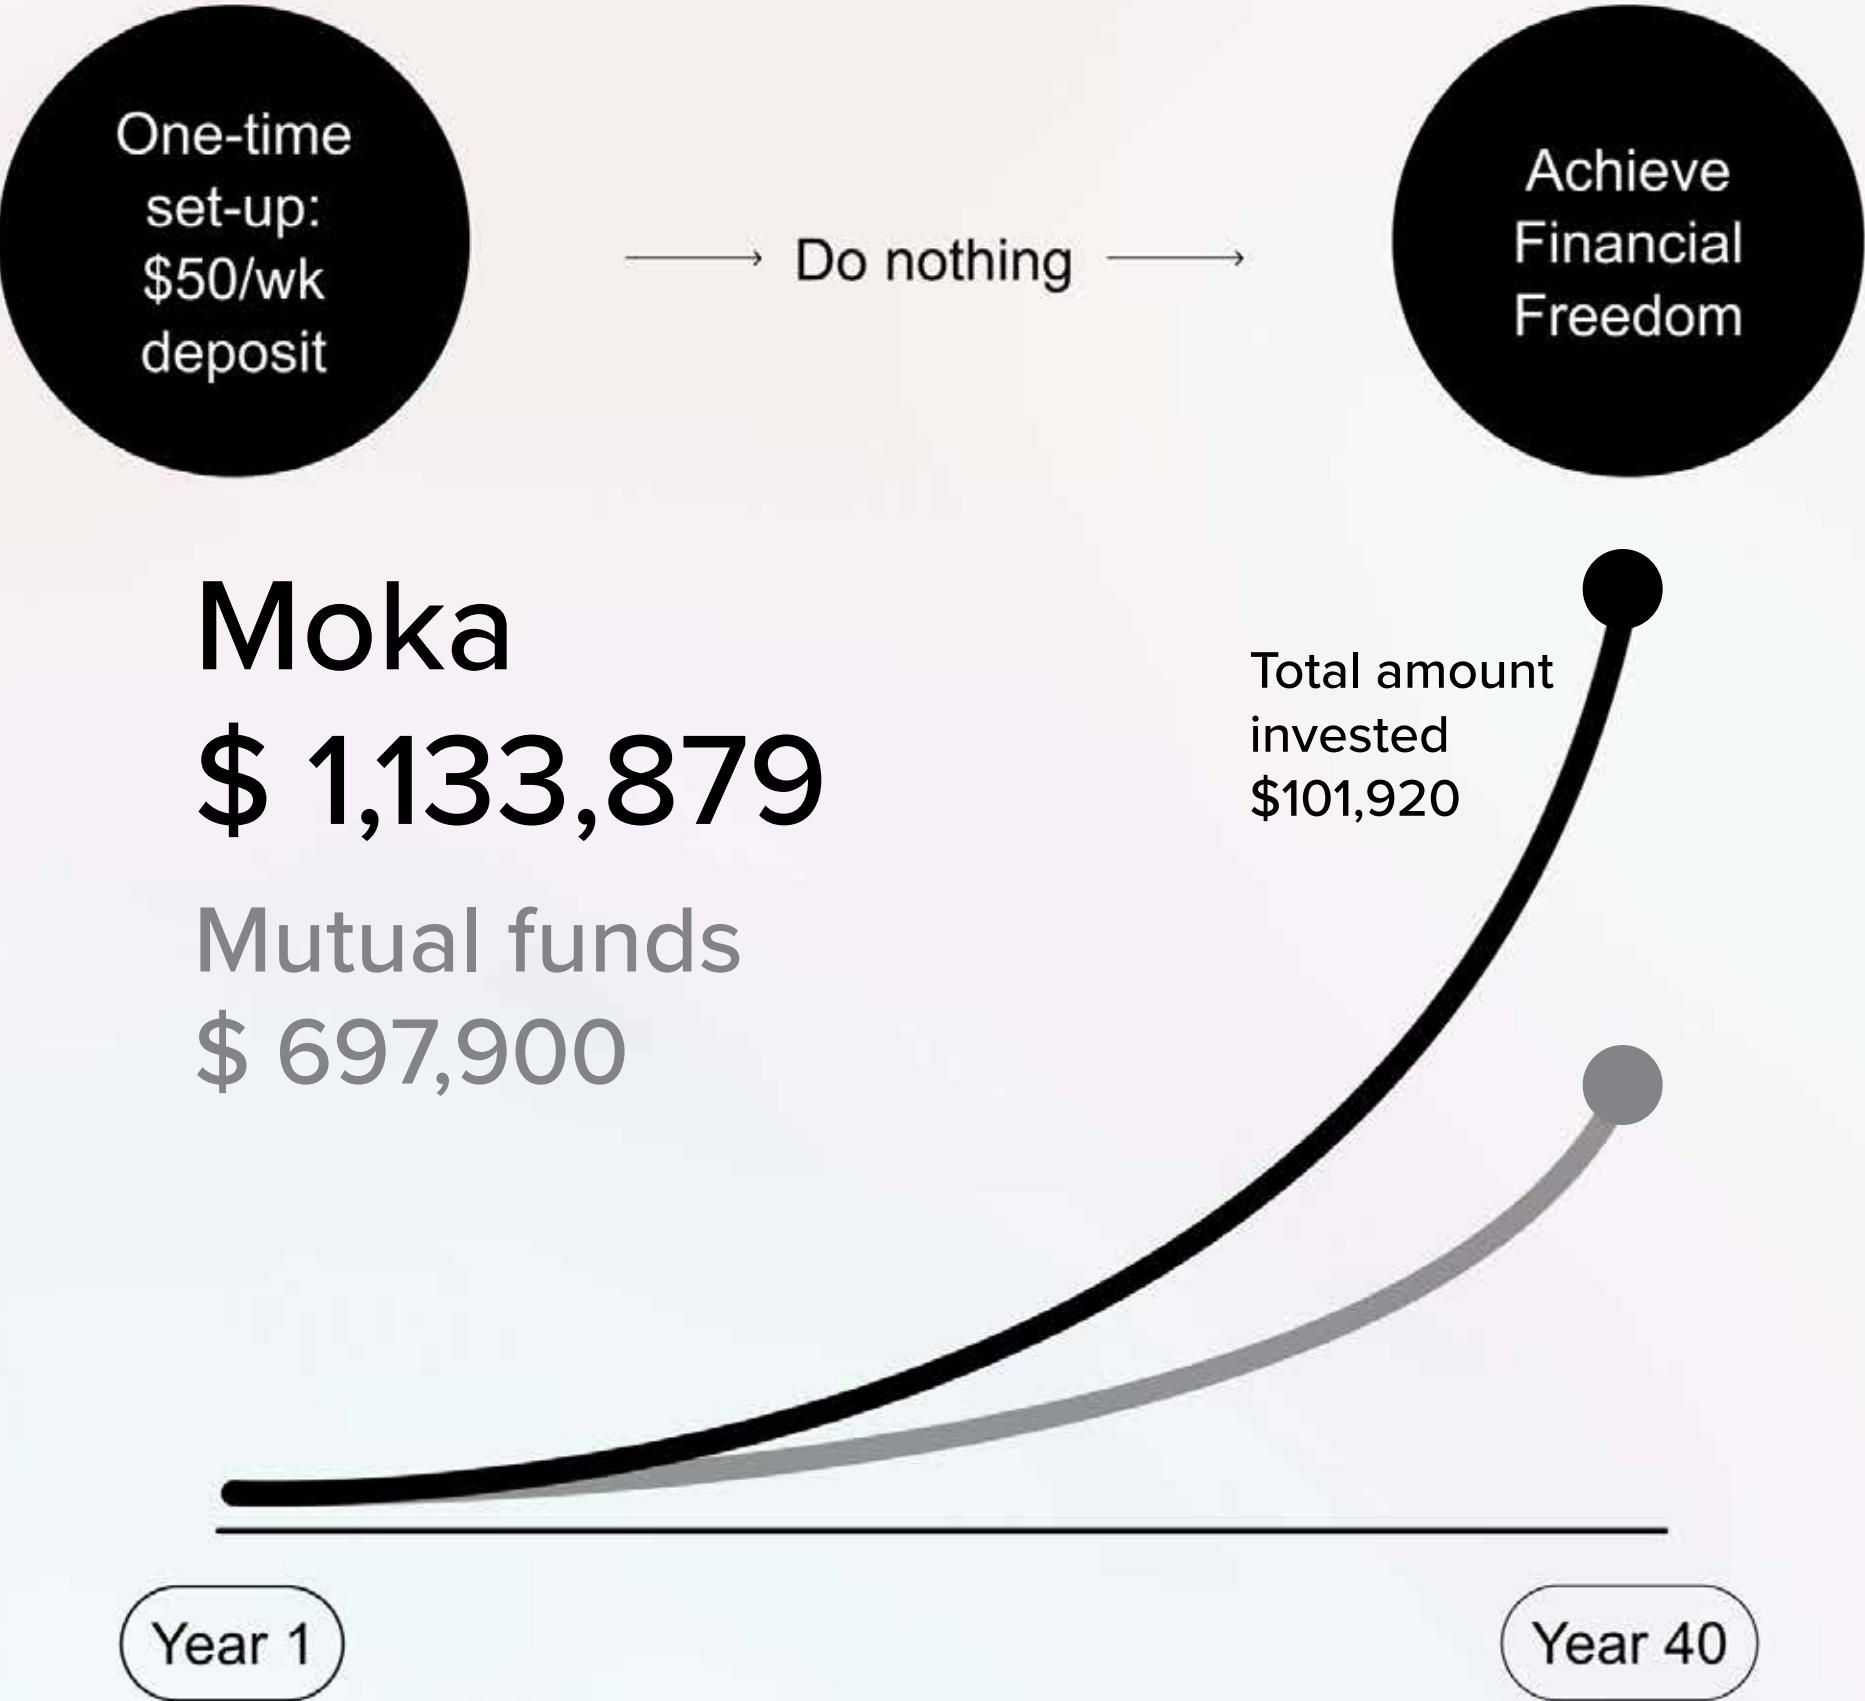 One-time
set-up:
$50/wk
deposit
Do nothing
Achieve
Financial
Freedom
Moka
$ 1,133,879
Mutual funds
$ 697,900
Total amount
invested
$101,920
Year 1
Year 40